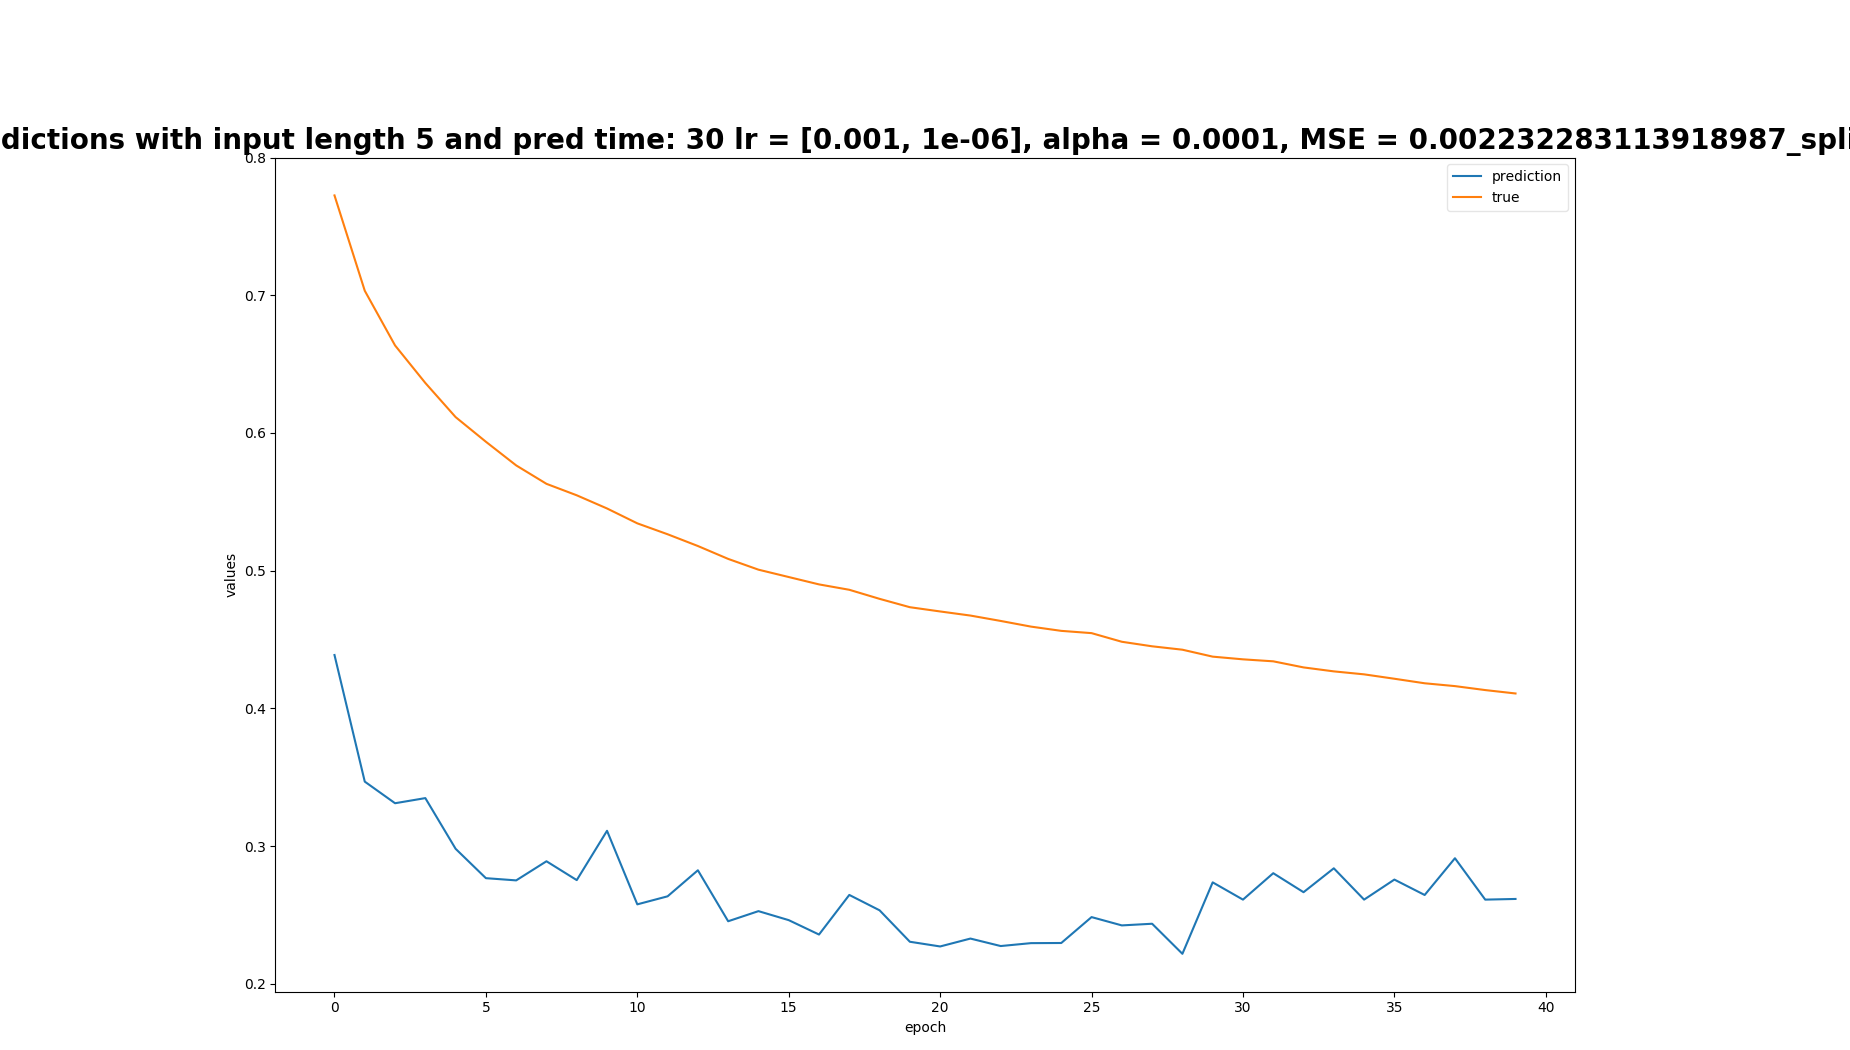 dictions with input length 5 and pred time: 30 lr = [0.001, 1e-06], alpha = 0.0001, MSE = 0.002232283113918987_spli
prediction
true
0.8
0.7
0.6
0.5
0.4
0.3
0.2
values
0 5 10 15 20 25 30 35 40
epoch